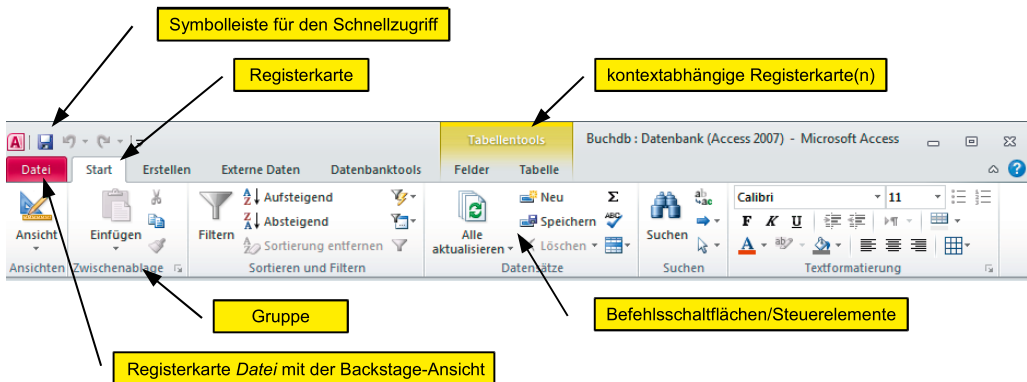 Symbolleiste für den Schnellzugriff
Registerkarte
kontextabhängige Registerkarte(n)
Tabellentools
Buchdb : Datenbank (Access 2007) - Microsoft Access
Datei Start Erstellen Externe Daten Datenbanktools Felder Tabelle
Ansicht
Einfügen
Filtern
Aufsteigend
Absteigend
Sortierung entfernen
Alle aktualisieren
Neu
Speichern
Löschen
Suchen
Calibri 11
F K U
Ansichten Zwischenablage Sortieren und Filtern Datensätze Suchen Textformatierung
Gruppe
Befehlsschaltflächen/Steuerelemente
Registerkarte Datei mit der Backstage-Ansicht